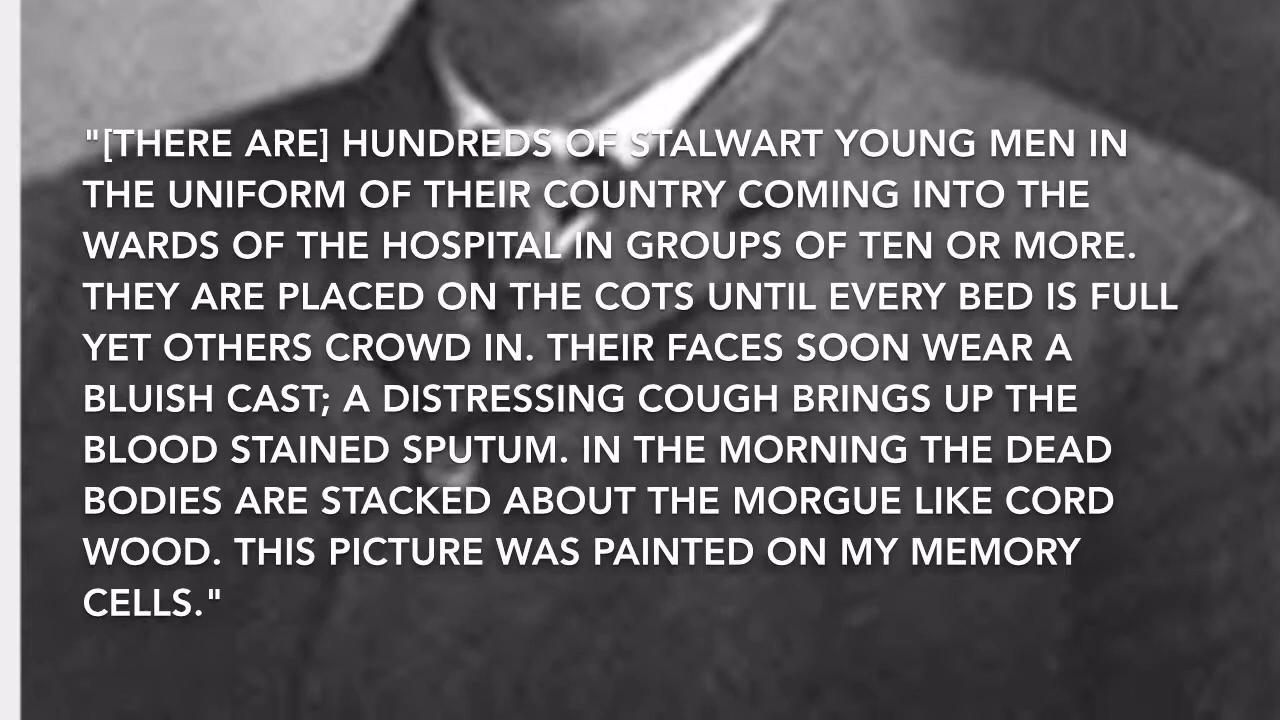 "[THERE ARE] HUNDREDS OF STALWART YOUNG MEN IN
THE UNIFORM OF THEIR COUNTRY COMING INTO THE
WARDS OF THE HOSPITAL IN GROUPS OF TEN OR MORE.
THEY ARE PLACED ON THE COTS UNTIL EVERY BED IS FULL
YET OTHERS CROWD IN. THEIR FACES SOON WEAR A
BLUISH CAST; A DISTRESSING COUGH BRINGS UP THE
BLOOD STAINED SPUTUM. IN THE MORNING THE DEAD
BODIES ARE STACKED ABOUT THE MORGUE LIKE CORD
WOOD. THIS PICTURE WAS PAINTED ON MY MEMORY
CELLS."